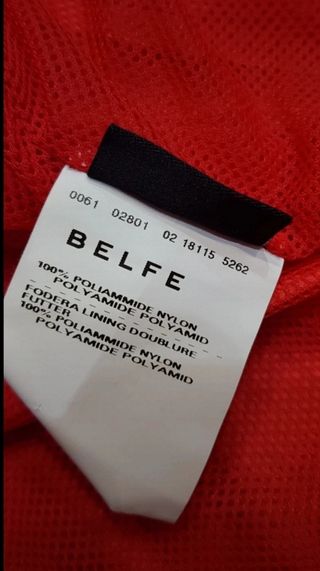 0061 02801 02 18115 5262
BELFE
100% POLIAMMIDE NYLON
POLYAMIDE POLYAMID
FODERA LINING DOUBLURE
FUTTER
100% POLIAMMIDE NYLON
POLYAMIDE POLYAMID